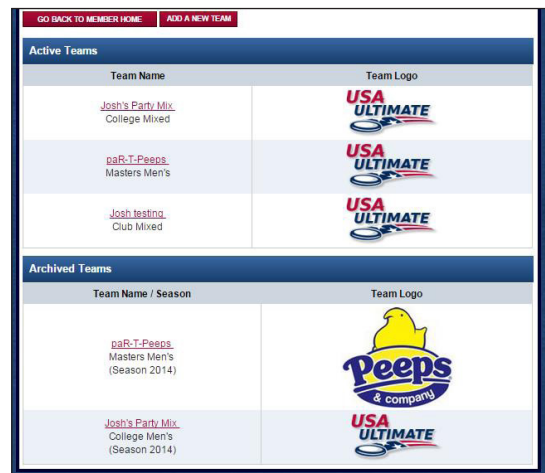 GO BACK TO MEMBER HOME ADD A NEW TEAM
Active Teams
Team Name Team Logo
Josh's Party Mix
College Mixed
USA
ULTIMATE
paR-T-Peeps
Masters Men's
USA
ULTIMATE
Josh testing
Club Mixed
USA
ULTIMATE
Archived Teams
Team Name / Season Team Logo
paR-T-Peeps
Masters Men's
(Season 2014)
Peeps
& company
Josh's Party Mix
College Men's
(Season 2014)
USA
ULTIMATE